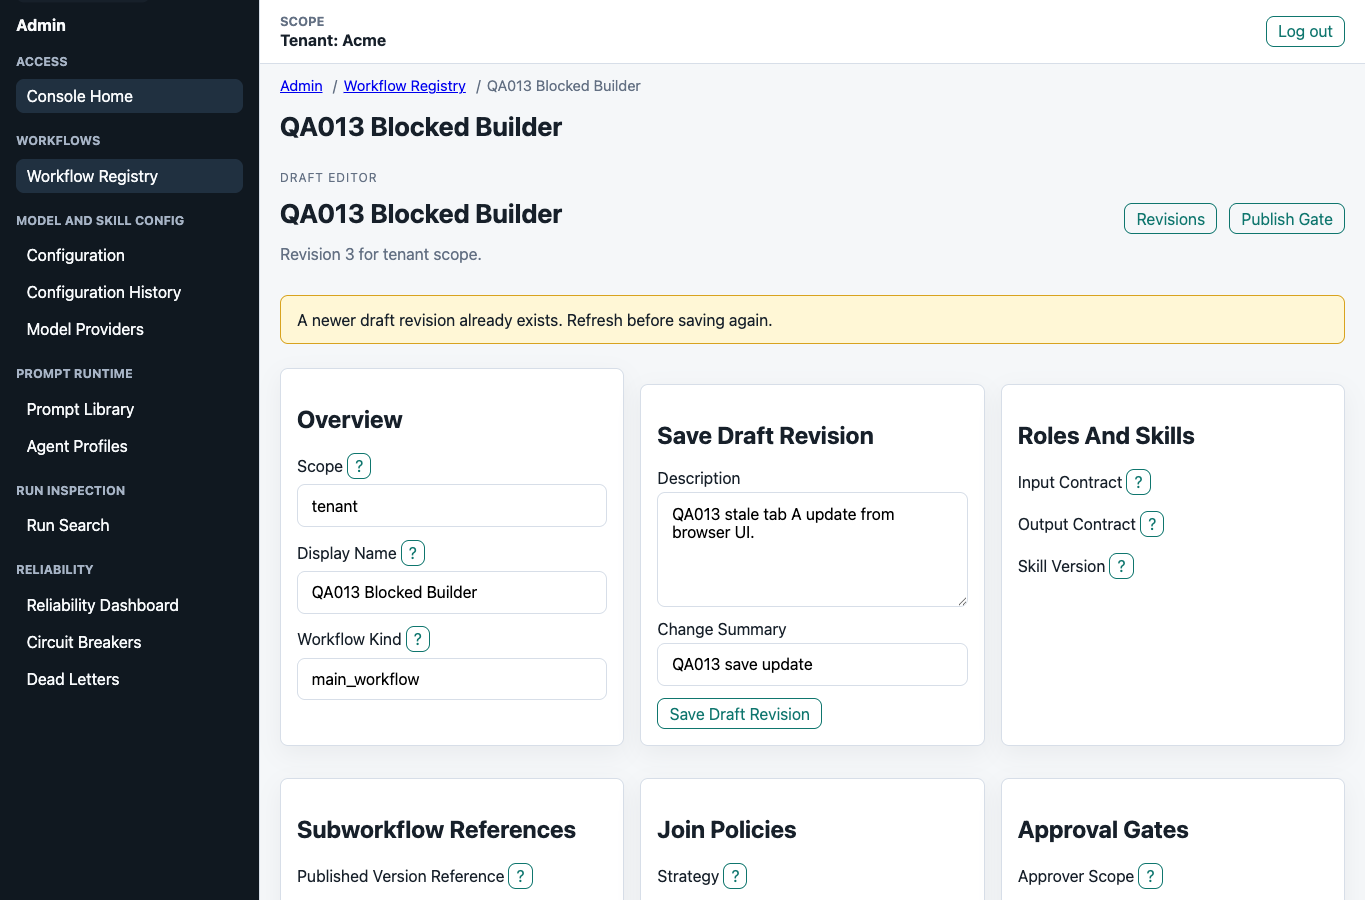 Admin
ACCESS
Console Home
WORKFLOWS
Workflow Registry
MODEL AND SKILL CONFIG
Configuration
Configuration History
Model Providers
PROMPT RUNTIME
Prompt Library
Agent Profiles
RUN INSPECTION
Run Search
RELIABILITY
Reliability Dashboard
Circuit Breakers
Dead Letters
SCOPE
Tenant: Acme
Log out
Admin / Workflow Registry / QA013 Blocked Builder
QA013 Blocked Builder
DRAFT EDITOR
QA013 Blocked Builder
Revisions
Publish Gate
Revision 3 for tenant scope.
A newer draft revision already exists. Refresh before saving again.
Overview
Scope ?
tenant
Display Name ?
QA013 Blocked Builder
Workflow Kind ?
main_workflow
Save Draft Revision
Description
QA013 stale tab A update from
browser UI.
Change Summary
QA013 save update
Save Draft Revision
Roles And Skills
Input Contract ?
Output Contract ?
Skill Version ?
Subworkflow References
Published Version Reference ?
Join Policies
Strategy ?
Approval Gates
Approver Scope ?